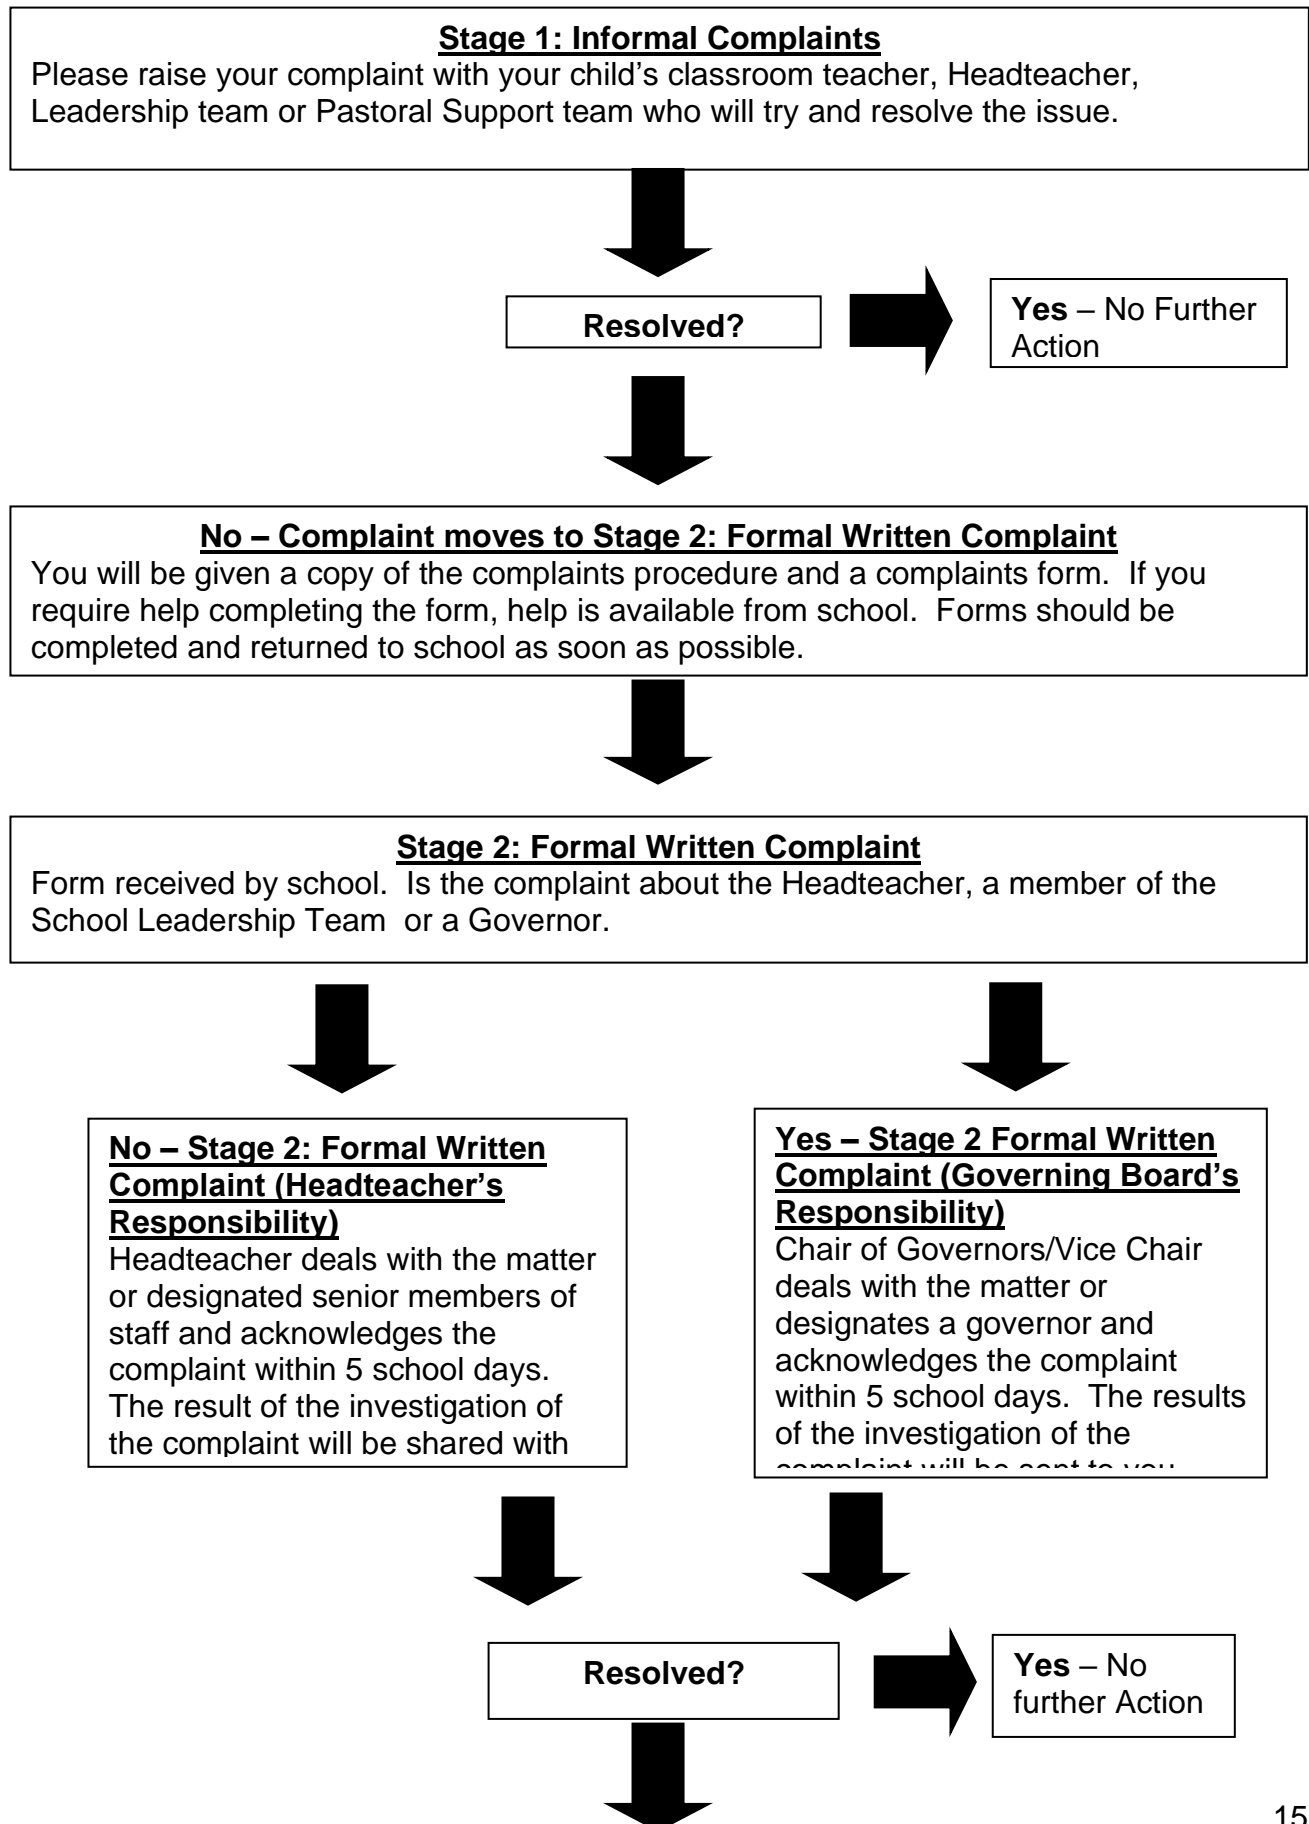 Stage 1: Informal Complaints
Please raise your complaint with your child’s classroom teacher, Headteacher,
Leadership team or Pastoral Support team who will try and resolve the issue.
Resolved?
Yes – No Further
Action
No – Complaint moves to Stage 2: Formal Written Complaint
You will be given a copy of the complaints procedure and a complaints form.  If you
require help completing the form, help is available from school.  Forms should be
completed and returned to school as soon as possible.
Stage 2: Formal Written Complaint
Form received by school.  Is the complaint about the Headteacher, a member of the
School Leadership Team  or a Governor.
No – Stage 2: Formal Written
Complaint (Headteacher’s
Responsibility)
Headteacher deals with the matter
or designated senior members of
staff and acknowledges the
complaint within 5 school days.
The result of the investigation of
the complaint will be shared with
Yes – Stage 2 Formal Written
Complaint (Governing Board’s
Responsibility)
Chair of Governors/Vice Chair
deals with the matter or
designates a governor and
acknowledges the complaint
within 5 school days.  The results
of the investigation of the
complaint will be sent to you
Resolved?
Yes – No
further Action
15